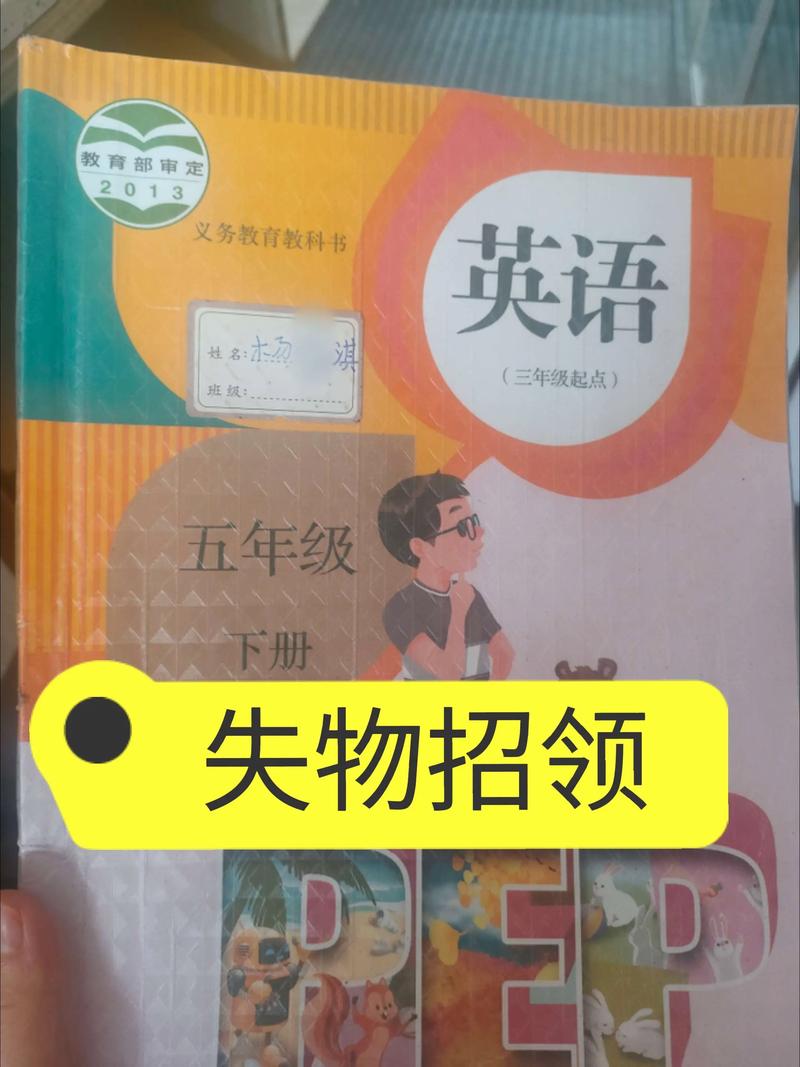 教育部审定
2013
义务教育教科书
英语
（三年级起点）
姓名:杨 淇
班级:
五年级
下册
失物招领
PEP